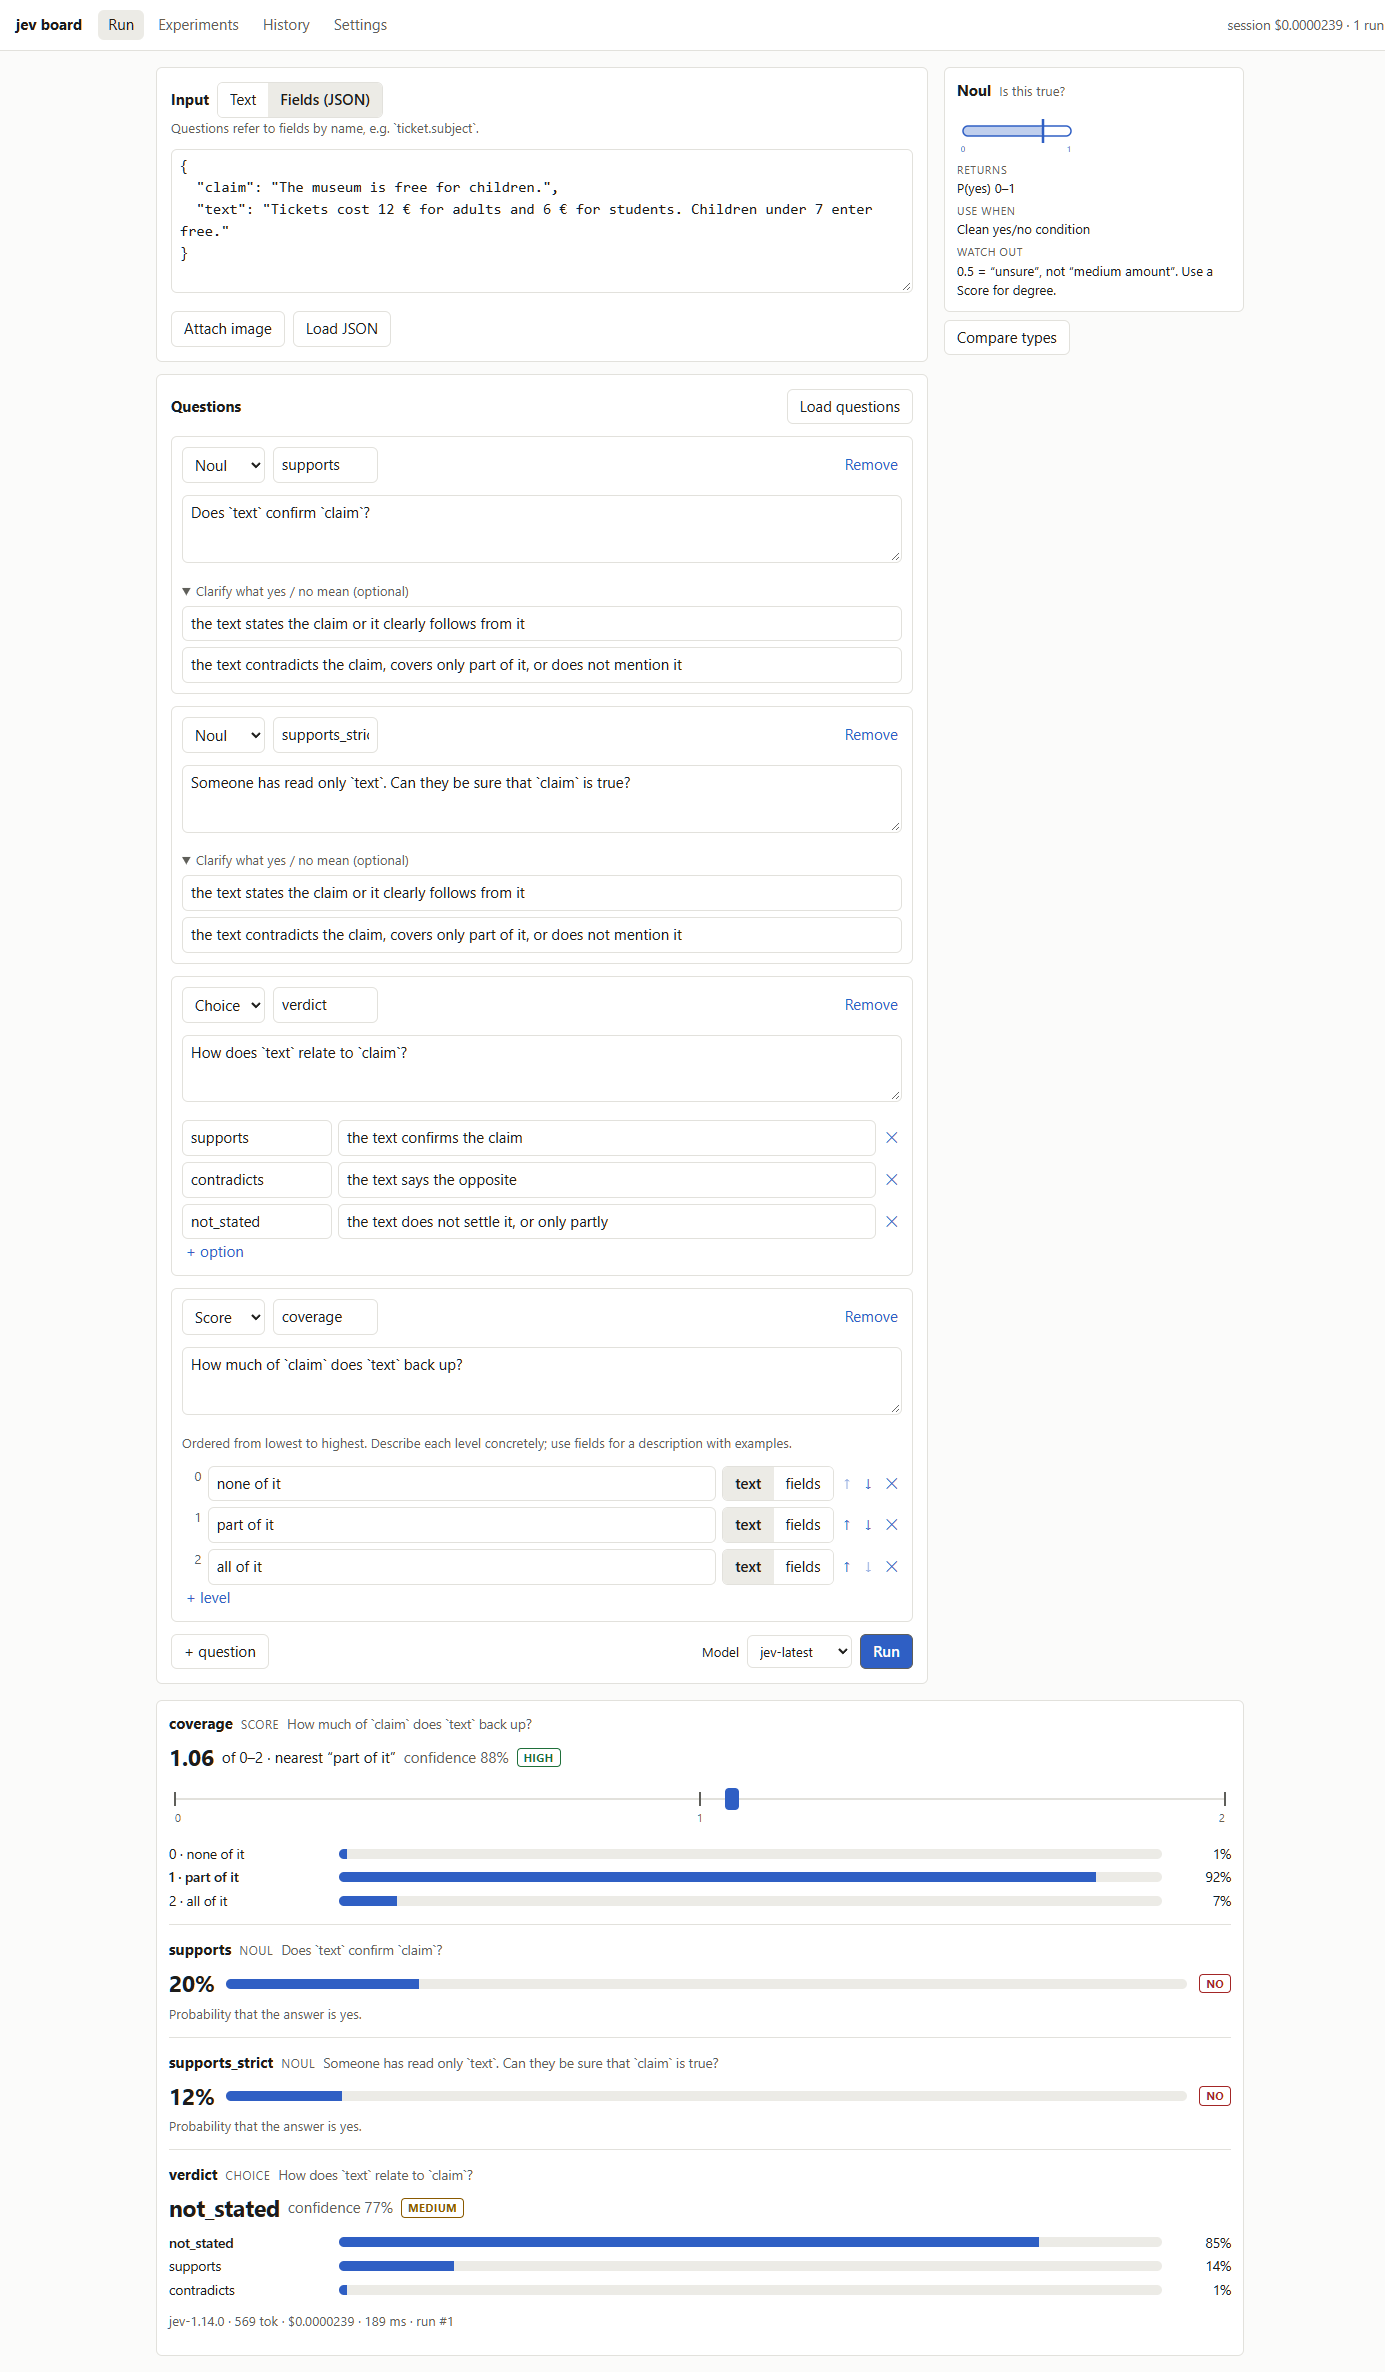 jev board Run Experiments History Settings session $0.0000239 · 1 run
Input Text Fields (JSON)
Questions refer to fields by name, e.g. `ticket.subject`.
{
"claim": "The museum is free for children.",
"text": "Tickets cost 12 € for adults and 6 € for students. Children under 7 enter
free."
}
Attach image Load JSON
Noul Is this true?
0 1
RETURNS
P(yes) 0–1
USE WHEN
Clean yes/no condition
WATCH OUT
0.5 = “unsure”, not “medium amount”. Use a
Score for degree.
Compare types
Questions Load questions
Noul supports Remove
Does `text` confirm `claim`?
▼ Clarify what yes / no mean (optional)
the text states the claim or it clearly follows from it
the text contradicts the claim, covers only part of it, or does not mention it
Noul supports_stric Remove
Someone has read only `text`. Can they be sure that `claim` is true?
▼ Clarify what yes / no mean (optional)
the text states the claim or it clearly follows from it
the text contradicts the claim, covers only part of it, or does not mention it
Choice verdict Remove
How does `text` relate to `claim`?
supports the text confirms the claim ×
contradicts the text says the opposite ×
not_stated the text does not settle it, or only partly ×
+ option
Score coverage Remove
How much of `claim` does `text` back up?
Ordered from lowest to highest. Describe each level concretely; use fields for a description with examples.
0 none of it text fields ↑ ↓ ×
1 part of it text fields ↑ ↓ ×
2 all of it text fields ↑ ↓ ×
+ level
+ question Model jev-latest Run
coverage SCORE How much of `claim` does `text` back up?
1.06 of 0–2 · nearest “part of it” confidence 88% HIGH
0 1 2
0 · none of it 1%
1 · part of it 92%
2 · all of it 7%
supports NOUL Does `text` confirm `claim`?
20% NO
Probability that the answer is yes.
supports_strict NOUL Someone has read only `text`. Can they be sure that `claim` is true?
12% NO
Probability that the answer is yes.
verdict CHOICE How does `text` relate to `claim`?
not_stated confidence 77% MEDIUM
not_stated 85%
supports 14%
contradicts 1%
jev-1.14.0 · 569 tok · $0.0000239 · 189 ms · run #1